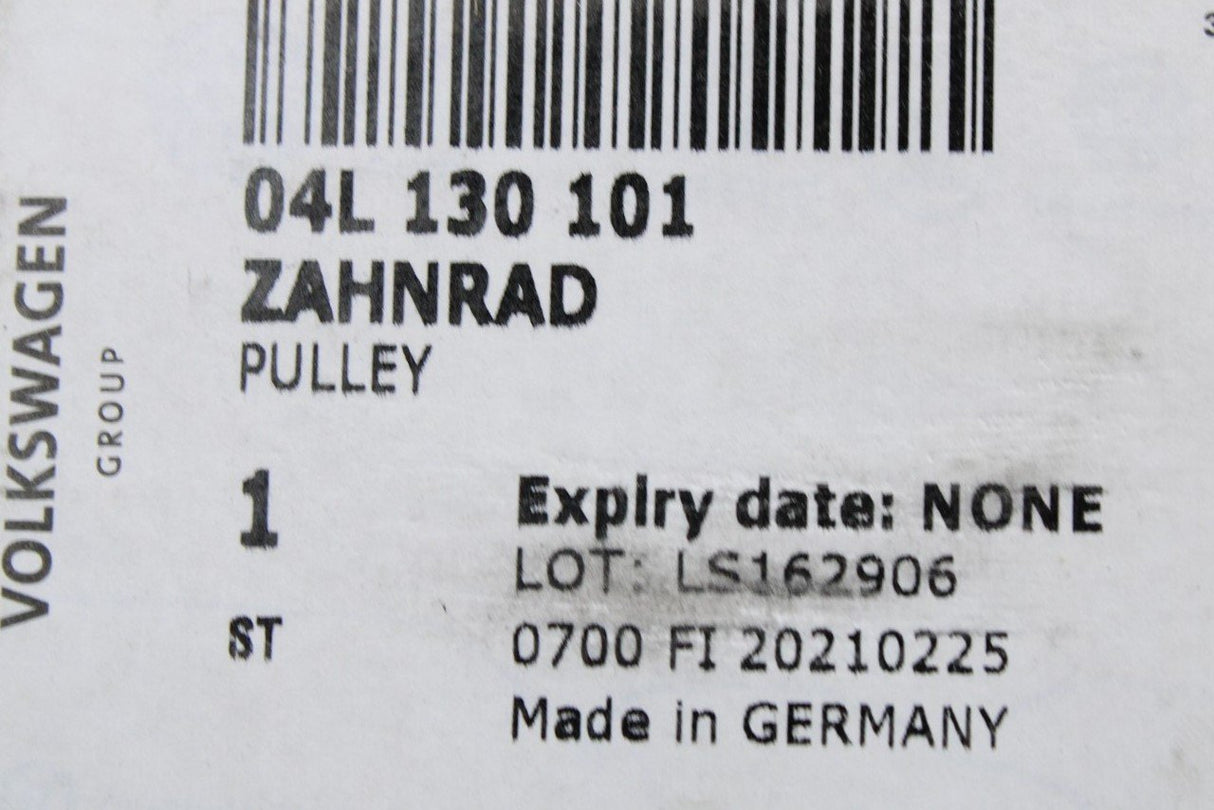 04L 130 101
ZAHNRAD
PULLEY
1
ST
Expiry date: NONE
LOT: LS162906
0700 FI 20210225
Made in GERMANY
VOLKSWAGEN
GROUP